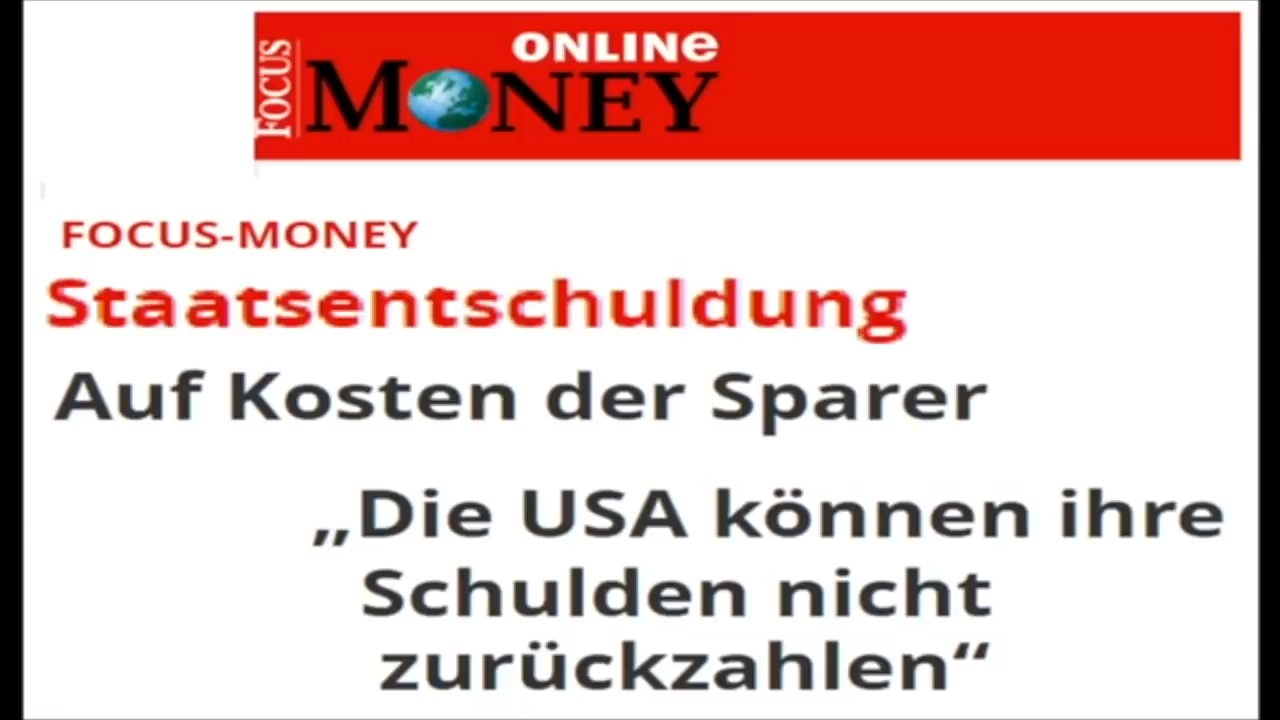 FOCUS
ONLINE
MONEY
FOCUS-MONEY
Staatsentschuldung
Auf Kosten der Sparer
„Die USA können ihre
Schulden nicht
zurückzahlen“